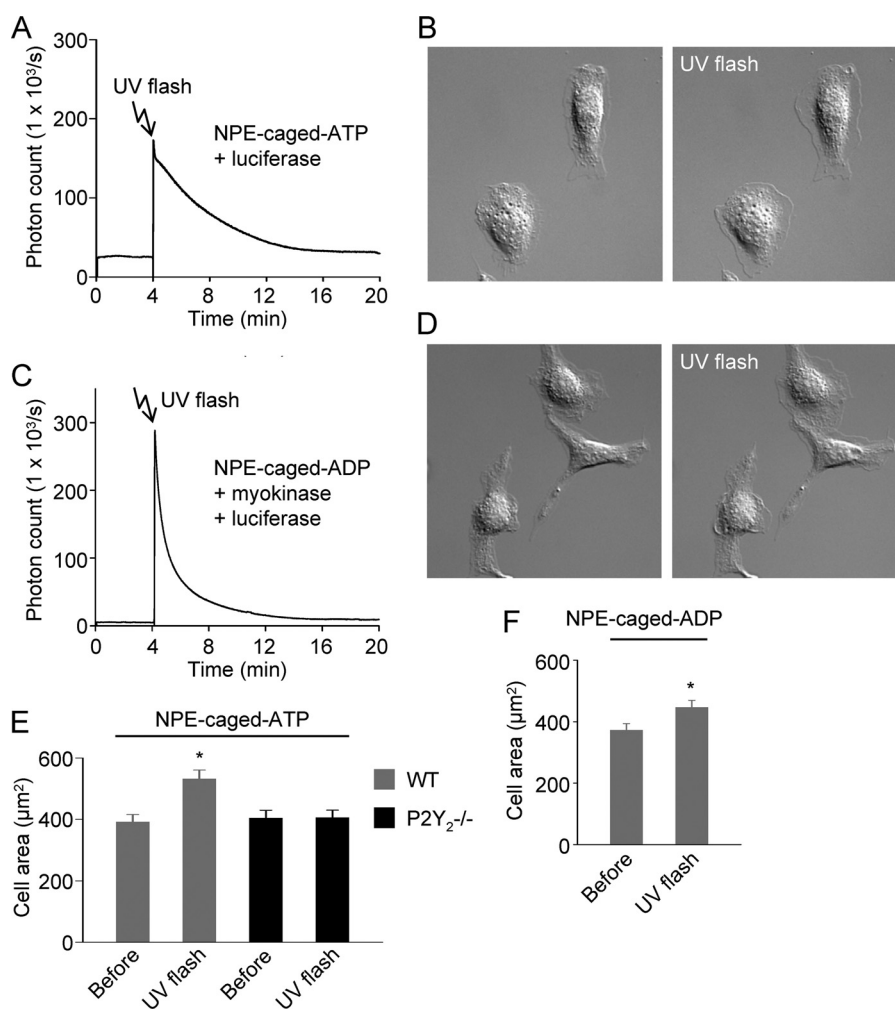 A
300
200
100
0
Photon count (1 x 10³/s)
UV flash
NPE-caged-ATP
+ luciferase
0 4 8 12 16 20
Time (min)
B
UV flash
C
300
200
100
0
Photon count (1 x 10³/s)
UV flash
NPE-caged-ADP
+ myokinase
+ luciferase
0 4 8 12 16 20
Time (min)
D
UV flash
E
NPE-caged-ATP
600
400
200
0
Cell area (µm²)
*
Before
UV flash
Before
UV flash
WT
P2Y₂-/-
F
NPE-caged-ADP
600
400
200
0
Cell area (µm²)
*
Before
UV flash